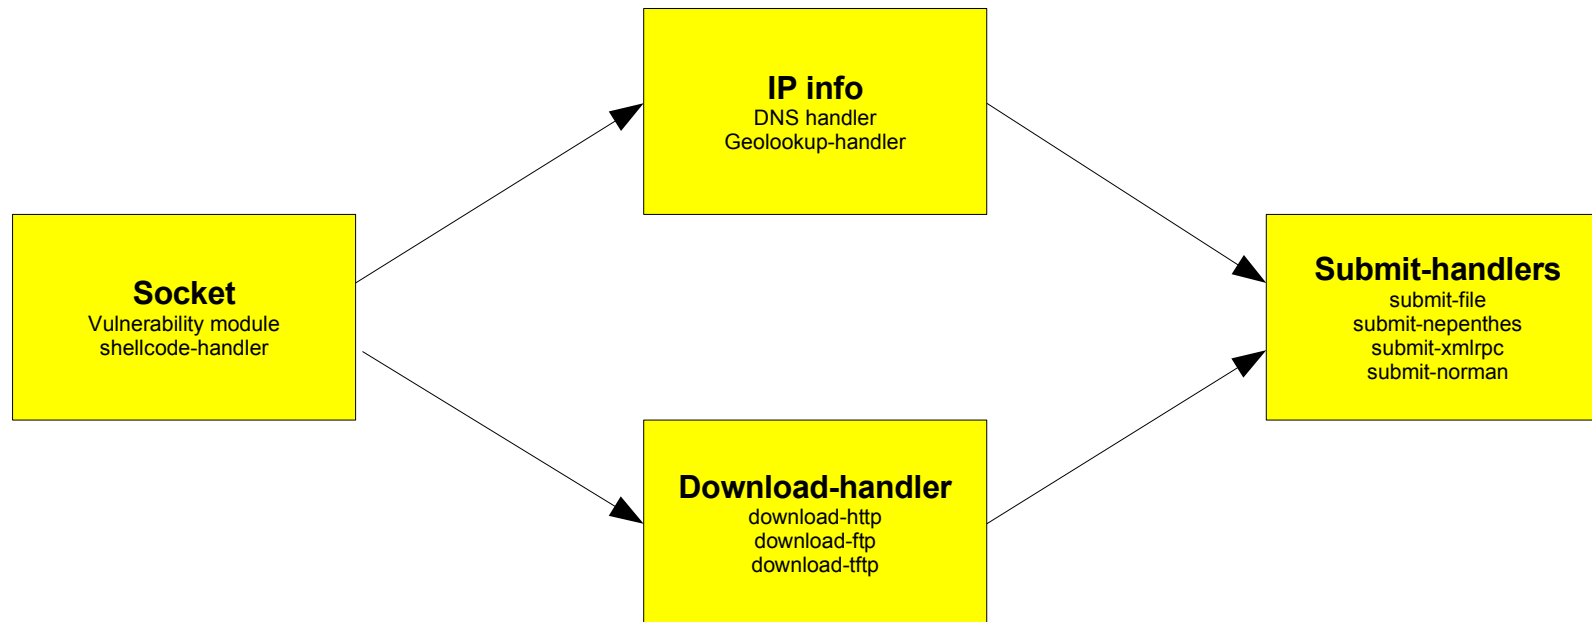 IP info
DNS handler
Geolookup-handler
Socket
Vulnerability module
shellcode-handler
Submit-handlers
submit-file
submit-nepenthes
submit-xmlrpc
submit-norman
Download-handler
download-http
download-ftp
download-tftp